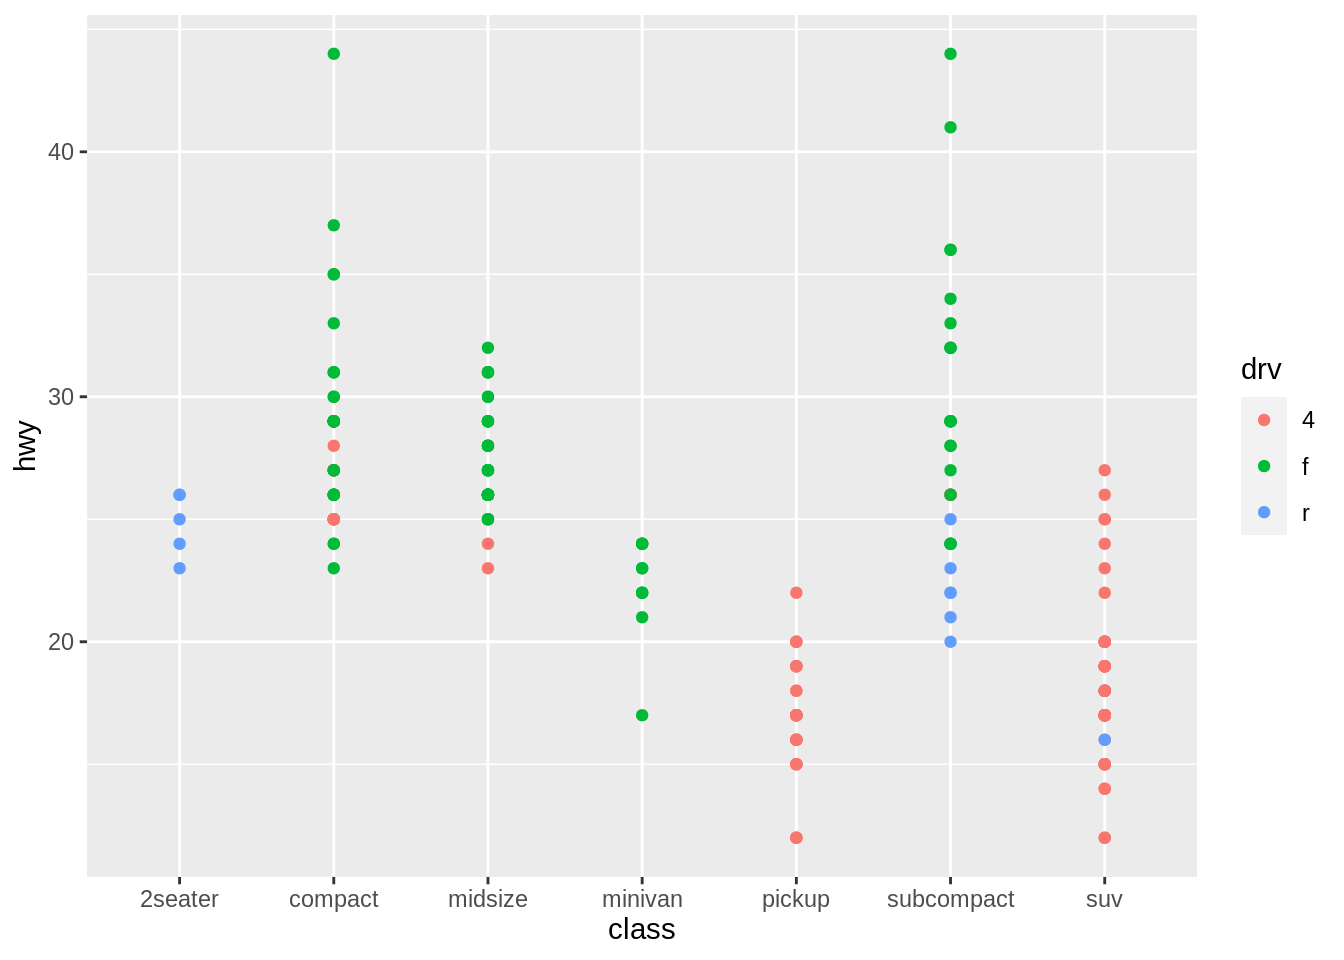 40
30
20
hwy
2seater compact midsize minivan pickup subcompact suv
class
drv
4
f
r